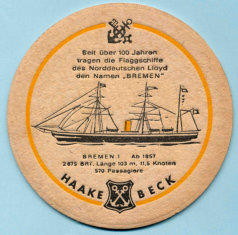 Seit über 100 Jahren
tragen die Flaggschiffe
des Norddeutschen Lloyd
den Namen „BREMEN"
BREMEN I Ab 1857
2675 BRT, Länge 103 m, 11,5 Knoten
570 Passagiere
HAAKE BECK